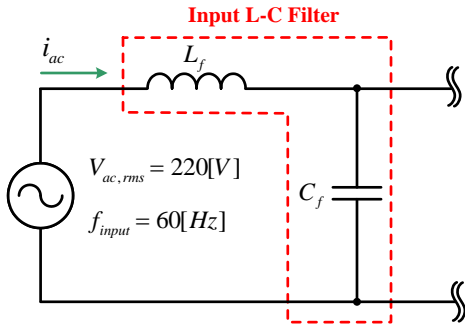 Input L-C Filter
i_ac
L_f
V_ac,rms = 220[V]
C_f
f_input = 60[Hz]